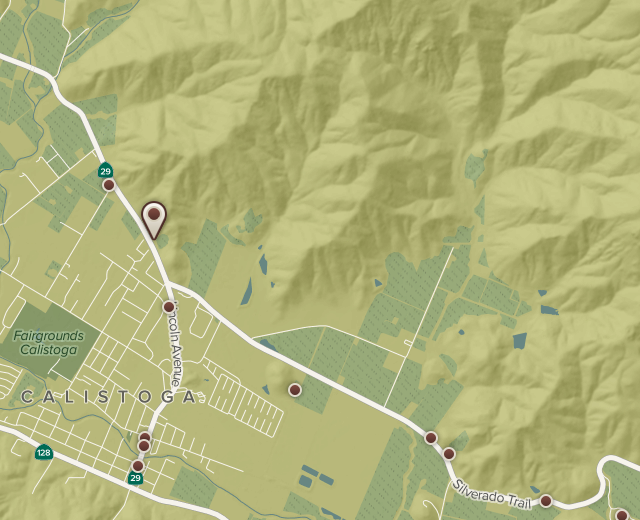 29
Lincoln Avenue
Fairgrounds
Calistoga
CALISTOGA
128
29
Silverado Trail